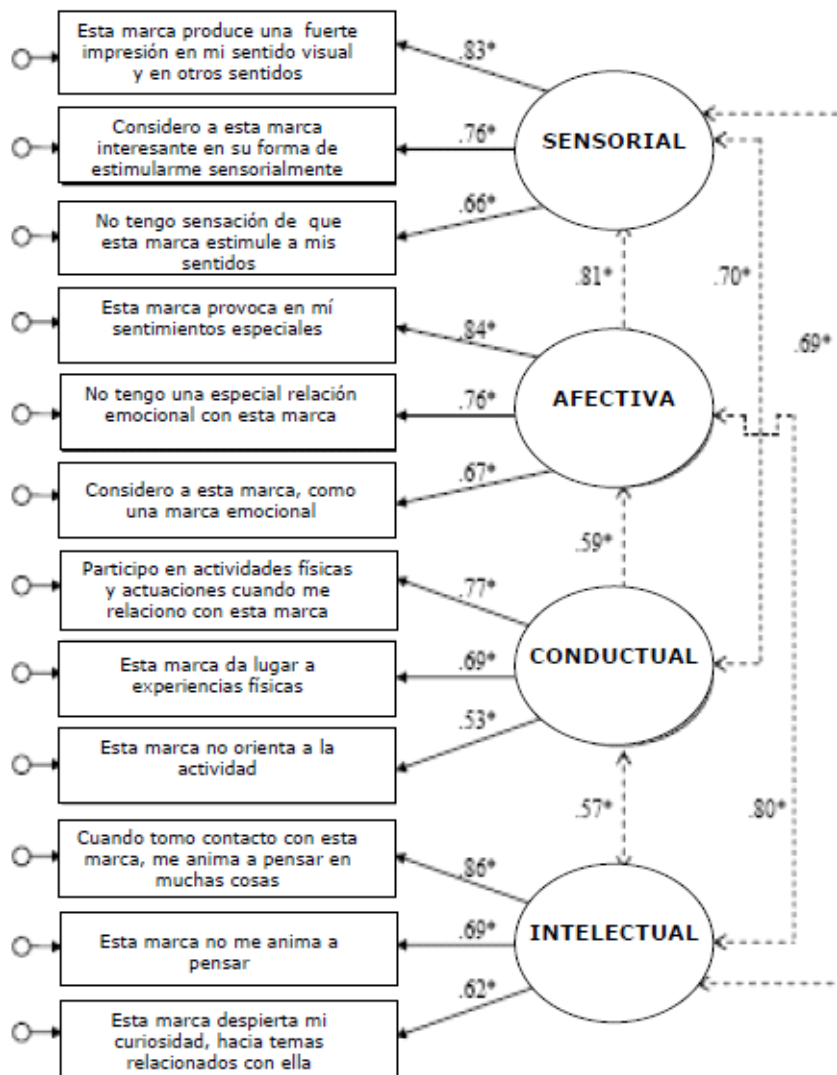 Esta marca produce una fuerte
impresión en mi sentido visual
y en otros sentidos
.83*
Considero a esta marca
interesante en su forma de
estimularme sensorialmente
.76*
SENSORIAL
No tengo sensación de que
esta marca estimule a mis
sentidos
.66*
.81*
.70*
.69*
Esta marca provoca en mí
sentimientos especiales
.84*
No tengo una especial relación
emocional con esta marca
.76*
AFECTIVA
Considero a esta marca, como
una marca emocional
.67*
.59*
Participo en actividades físicas
y actuaciones cuando me
relaciono con esta marca
.77*
Esta marca da lugar a
experiencias físicas
.69*
CONDUCTUAL
Esta marca no orienta a la
actividad
.53*
.57*
.80*
Cuando tomo contacto con esta
marca, me anima a pensar en
muchas cosas
.86*
Esta marca no me anima a
pensar
.69*
INTELECTUAL
Esta marca despierta mi
curiosidad, hacia temas
relacionados con ella
.62*